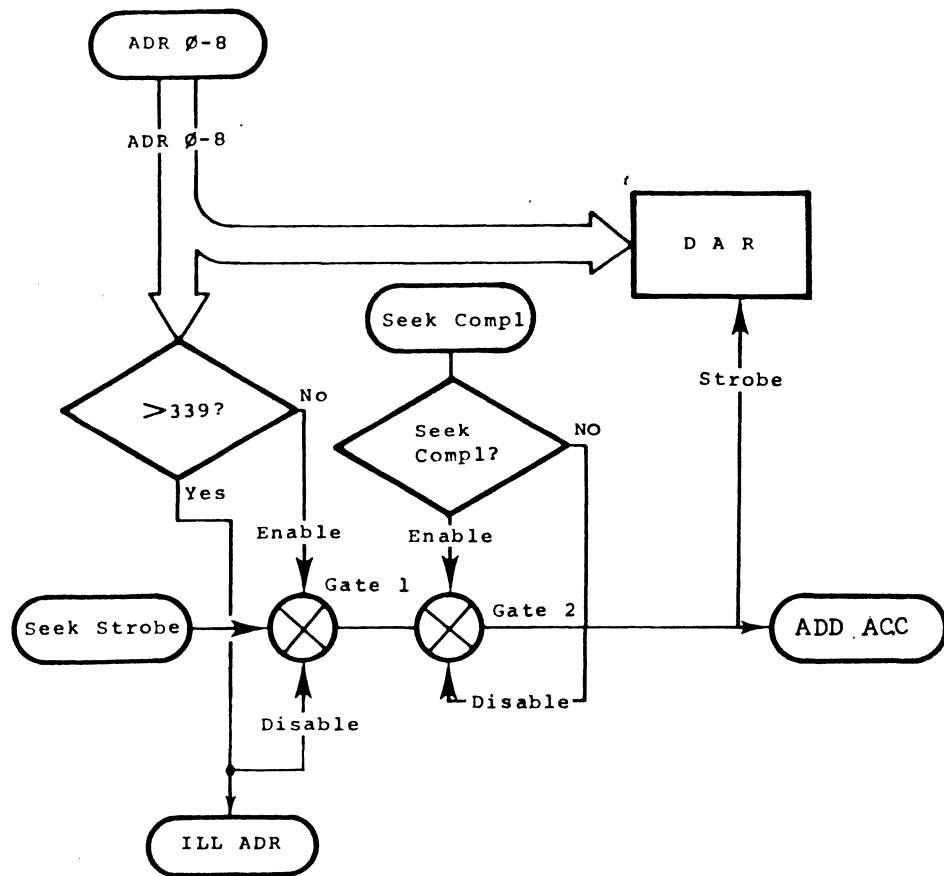 ADR Ø-8
ADR Ø-8
D A R
Seek Compl
Strobe
>339?
No
Seek
Compl?
NO
Yes
Enable
Enable
Gate 1
Gate 2
Seek Strobe
ADD ACC
Disable
Disable
ILL ADR